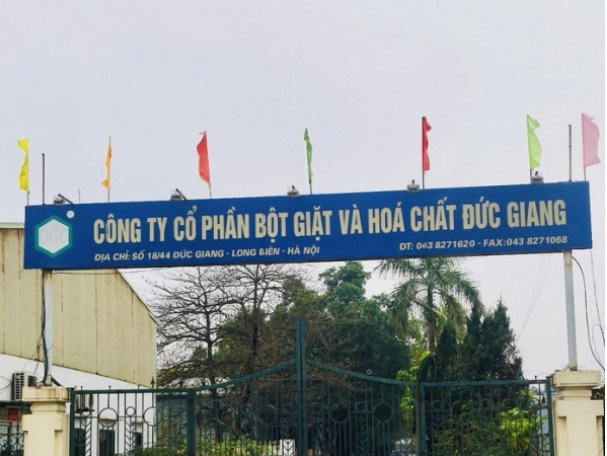 DGC
CÔNG TY CỔ PHẦN BỘT GIẶT VÀ HOÁ CHẤT ĐỨC GIANG
ĐỊA CHỈ: SỐ 18/44 ĐỨC GIANG - LONG BIÊN - HÀ NỘI
ĐT: 043 8271620 - FAX:043 8271068